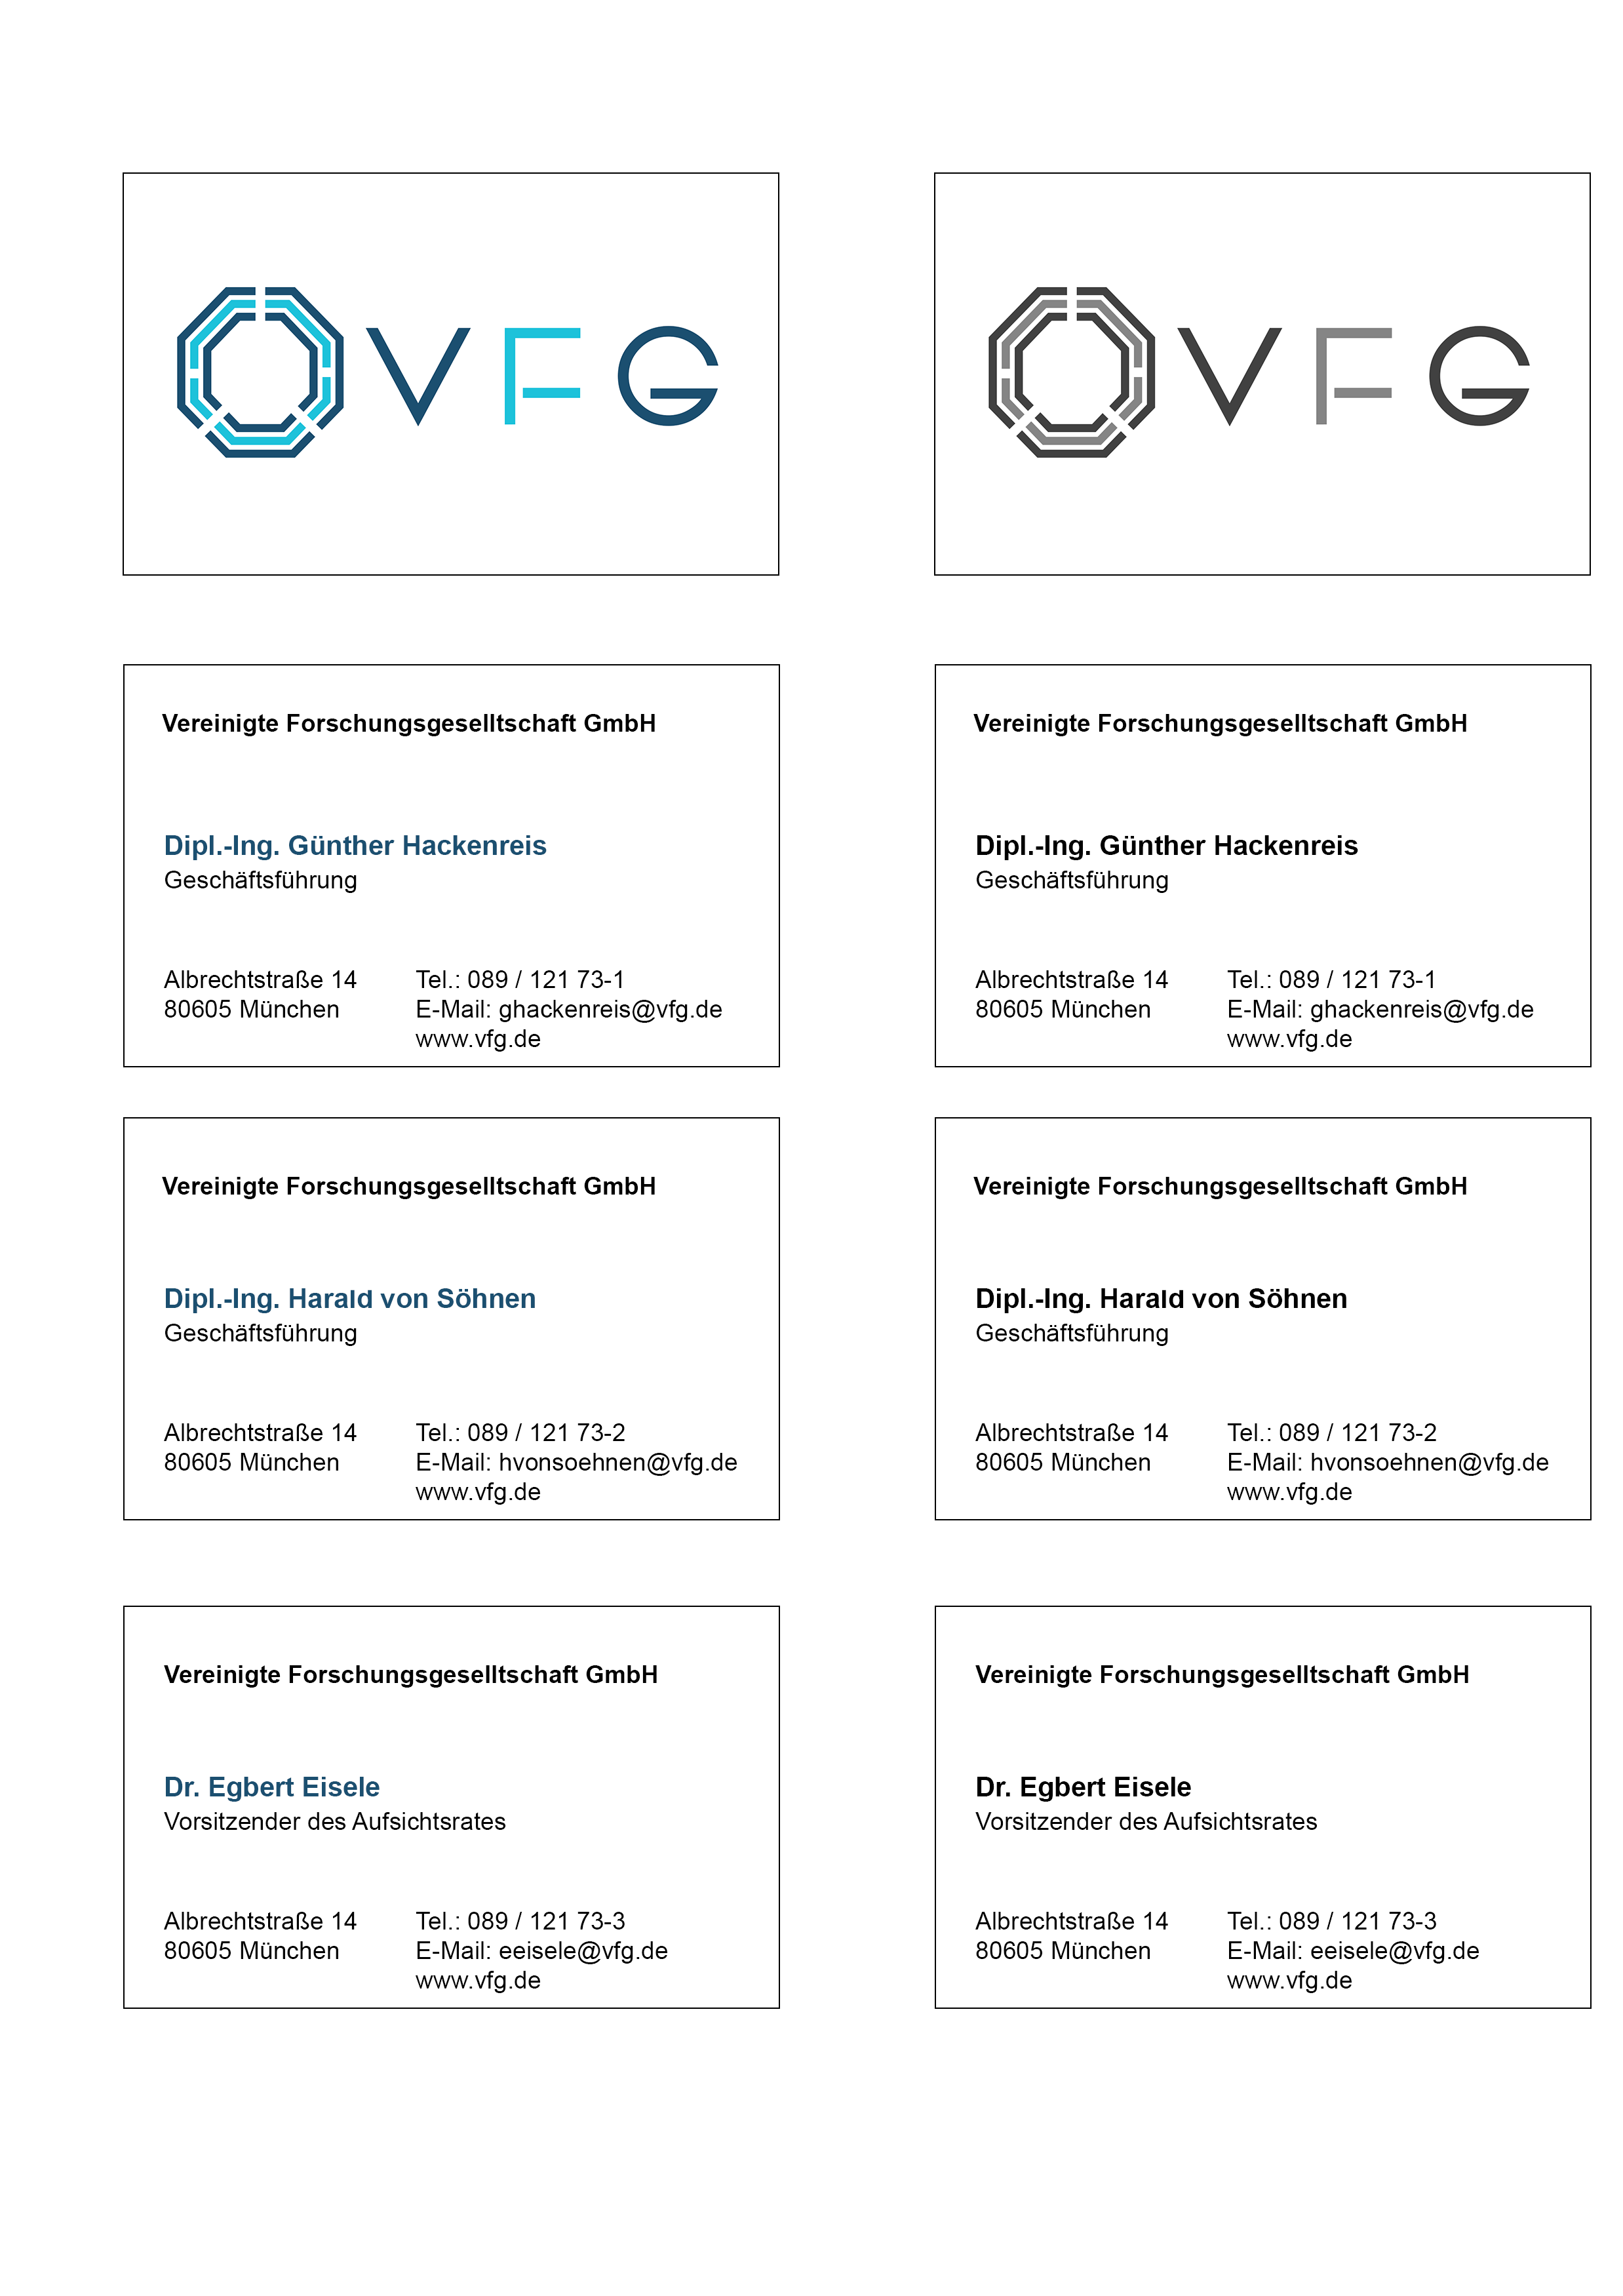 VFG
VFG
Vereinigte Forschungsgeselltschaft GmbH
Dipl.-Ing. Günther Hackenreis
Geschäftsführung
Albrechtstraße 14
80605 München
Tel.: 089 / 121 73-1
E-Mail: ghackenreis@vfg.de
www.vfg.de
Vereinigte Forschungsgeselltschaft GmbH
Dipl.-Ing. Günther Hackenreis
Geschäftsführung
Albrechtstraße 14
80605 München
Tel.: 089 / 121 73-1
E-Mail: ghackenreis@vfg.de
www.vfg.de
Vereinigte Forschungsgeselltschaft GmbH
Dipl.-Ing. Harald von Söhnen
Geschäftsführung
Albrechtstraße 14
80605 München
Tel.: 089 / 121 73-2
E-Mail: hvonsoehnen@vfg.de
www.vfg.de
Vereinigte Forschungsgeselltschaft GmbH
Dipl.-Ing. Harald von Söhnen
Geschäftsführung
Albrechtstraße 14
80605 München
Tel.: 089 / 121 73-2
E-Mail: hvonsoehnen@vfg.de
www.vfg.de
Vereinigte Forschungsgeselltschaft GmbH
Dr. Egbert Eisele
Vorsitzender des Aufsichtsrates
Albrechtstraße 14
80605 München
Tel.: 089 / 121 73-3
E-Mail: eeisele@vfg.de
www.vfg.de
Vereinigte Forschungsgeselltschaft GmbH
Dr. Egbert Eisele
Vorsitzender des Aufsichtsrates
Albrechtstraße 14
80605 München
Tel.: 089 / 121 73-3
E-Mail: eeisele@vfg.de
www.vfg.de